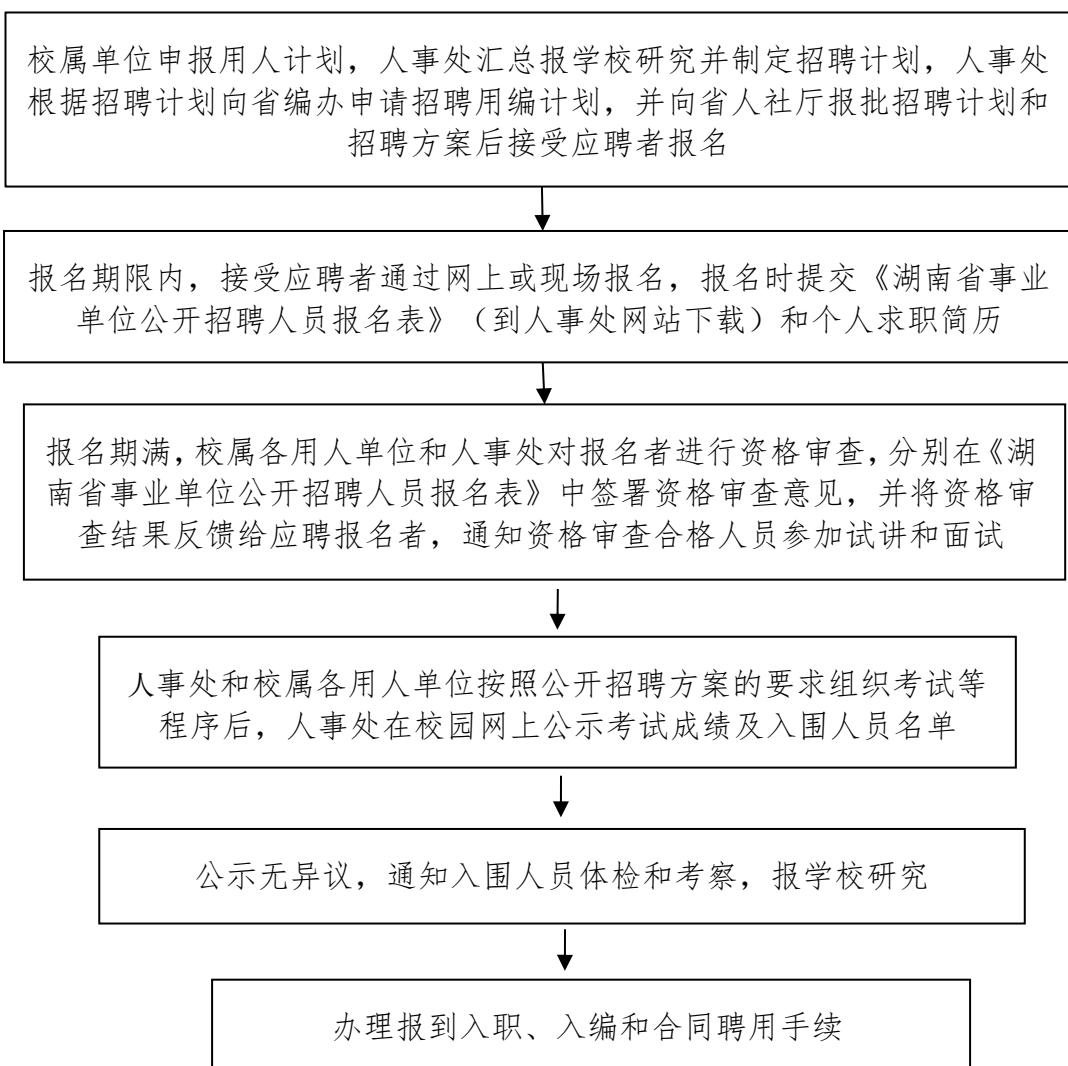 校属单位申报用人计划，人事处汇总报学校研究并制定招聘计划，人事处
根据招聘计划向省编办申请招聘用编计划，并向省人社厅报批招聘计划和
招聘方案后接受应聘者报名
报名期限内，接受应聘者通过网上或现场报名，报名时提交《湖南省事业
单位公开招聘人员报名表》（到人事处网站下载）和个人求职简历
报名期满，校属各用人单位和人事处对报名者进行资格审查，分别在《湖
南省事业单位公开招聘人员报名表》中签署资格审查意见，并将资格审
查结果反馈给应聘报名者，通知资格审查合格人员参加试讲和面试
人事处和校属各用人单位按照公开招聘方案的要求组织考试等
程序后，人事处在校园网上公示考试成绩及入围人员名单
公示无异议，通知入围人员体检和考察，报学校研究
办理报到入职、入编和合同聘用手续